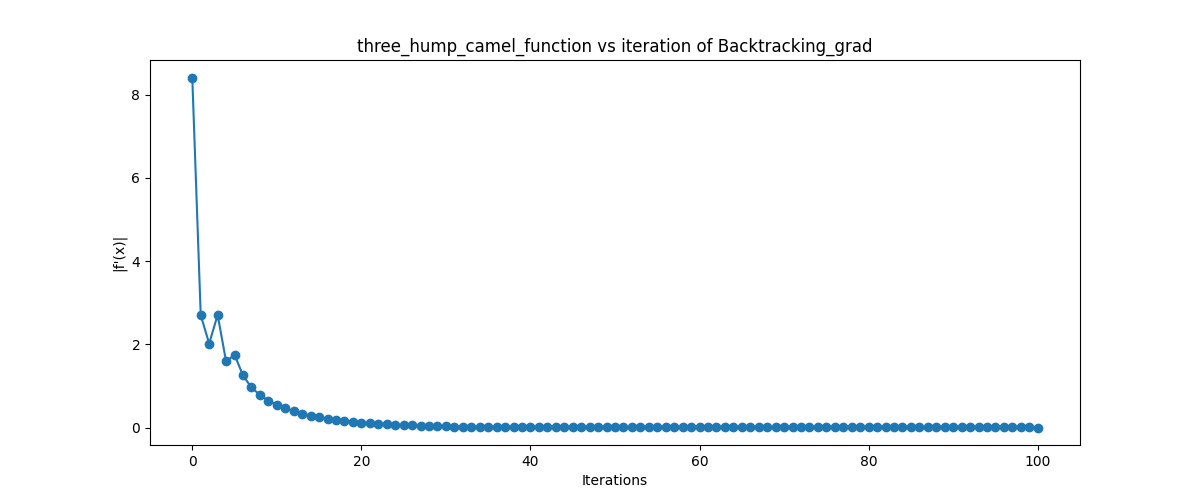 three_hump_camel_function vs iteration of Backtracking_grad
8
6
4
2
0
|f'(x)|
0 20 40 60 80 100
Iterations